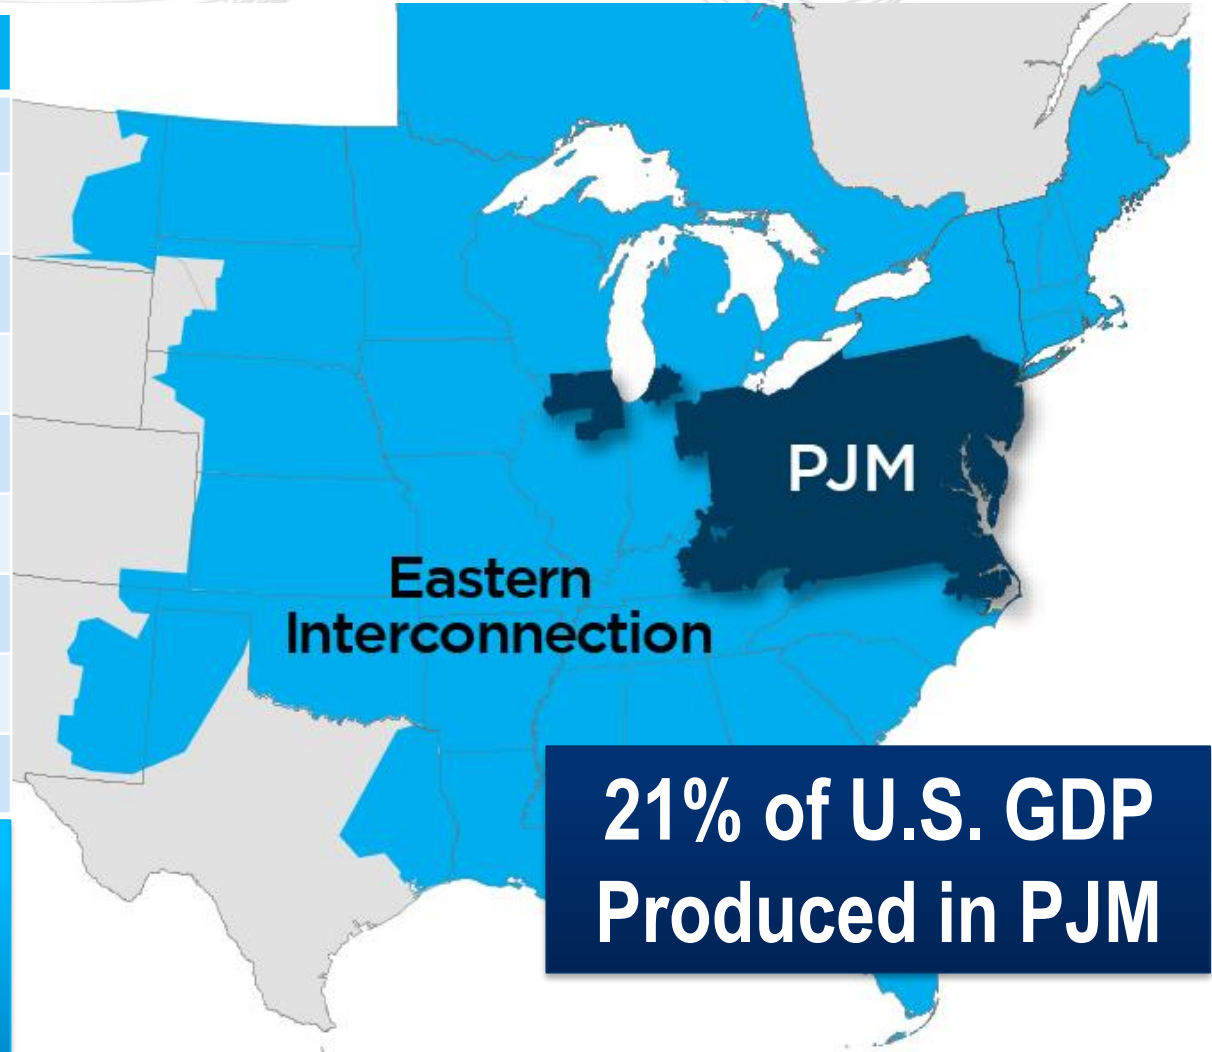 PJM
Eastern
Interconnection
21% of U.S. GDP
Produced in PJM